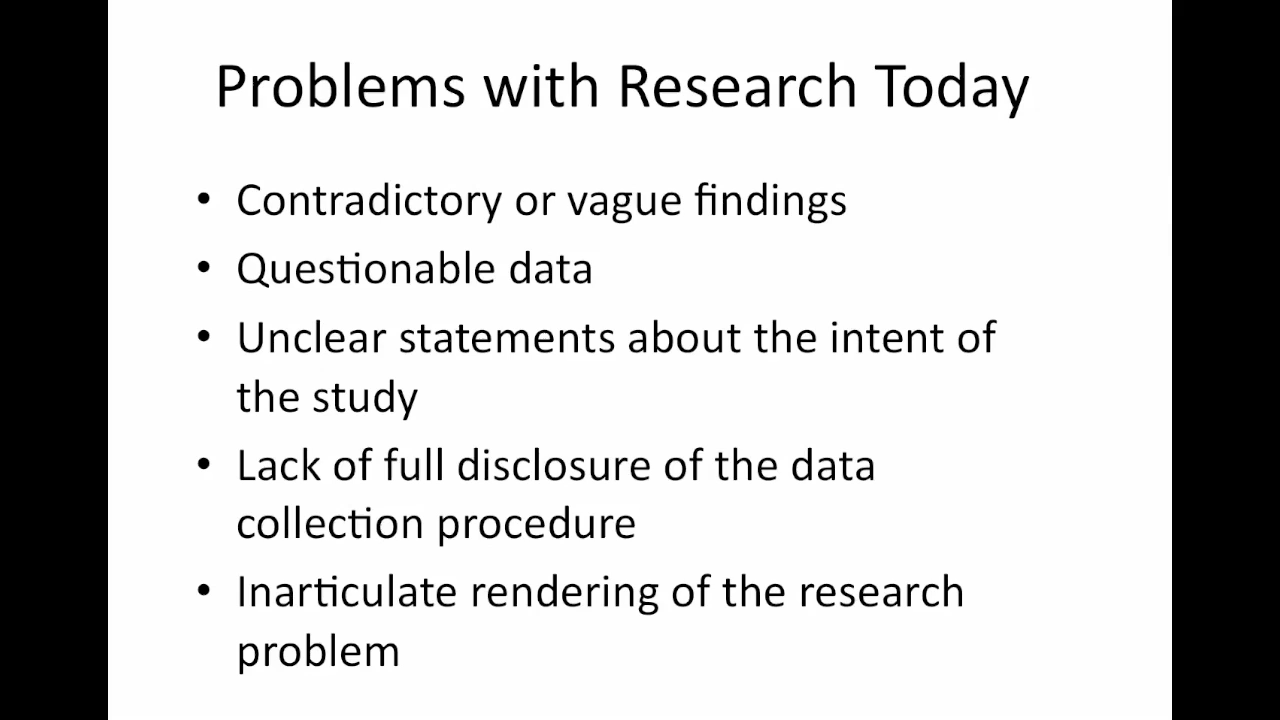 Problems with Research Today
• Contradictory or vague findings
• Questionable data
• Unclear statements about the intent of
the study
• Lack of full disclosure of the data
collection procedure
• Inarticulate rendering of the research
problem